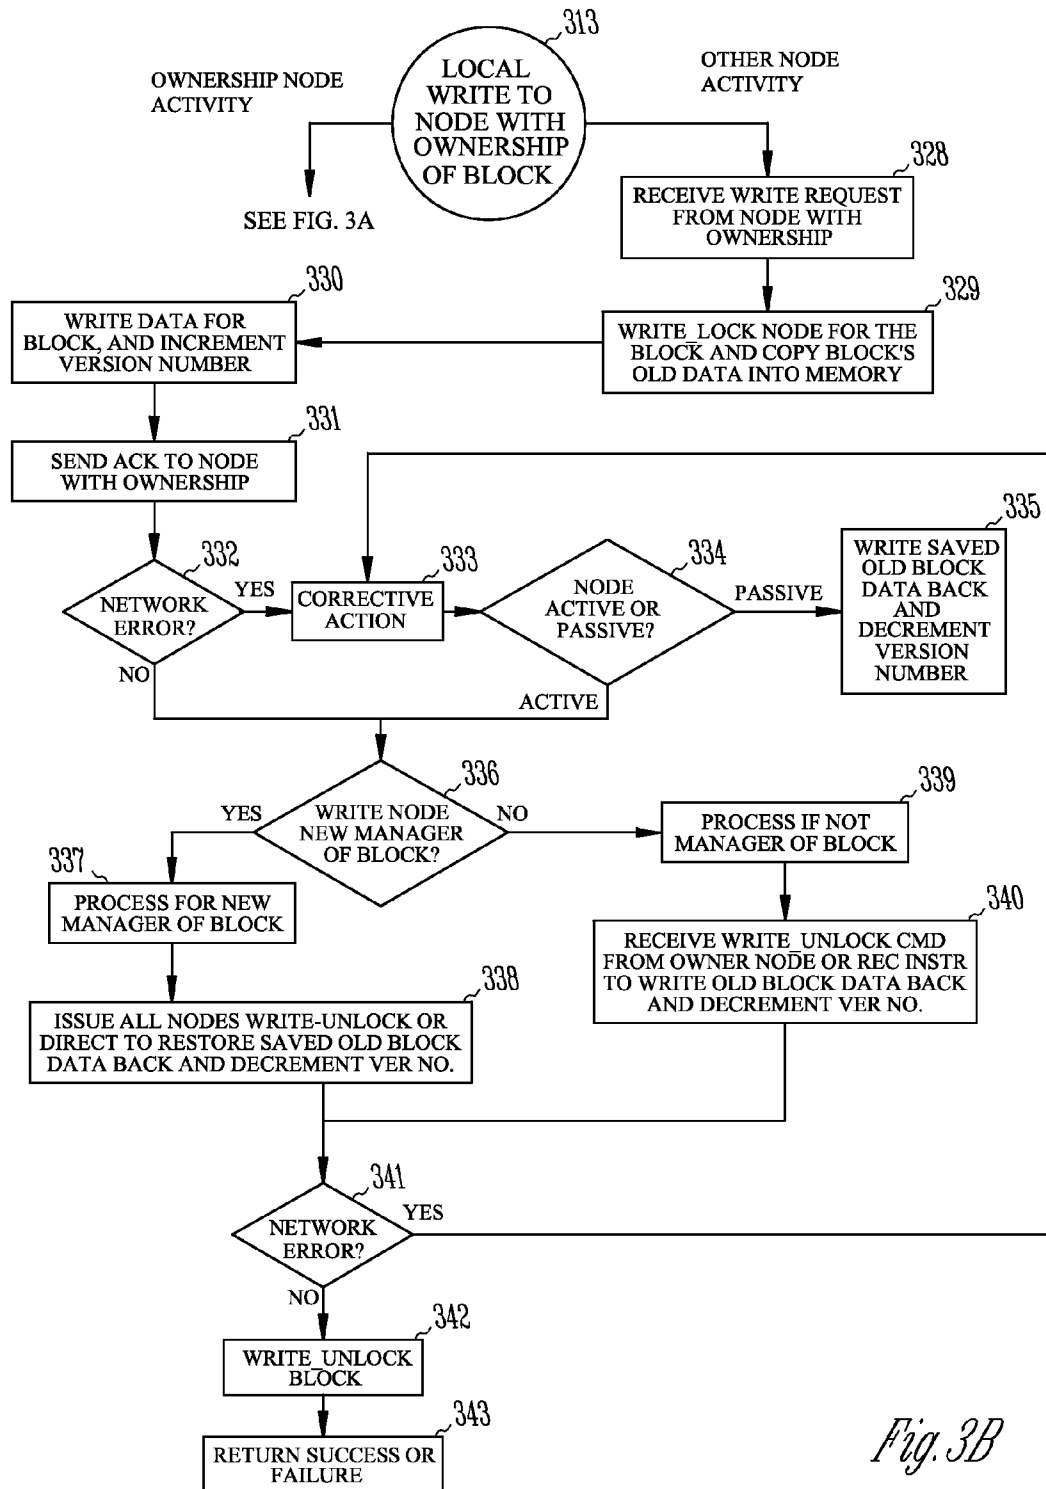 313
OWNERSHIP NODE
ACTIVITY
LOCAL
WRITE TO
NODE WITH
OWNERSHIP
OF BLOCK
OTHER NODE
ACTIVITY
SEE FIG. 3A
328
RECEIVE WRITE REQUEST
FROM NODE WITH
OWNERSHIP
329
WRITE_LOCK NODE FOR THE
BLOCK AND COPY BLOCK'S
OLD DATA INTO MEMORY
330
WRITE DATA FOR
BLOCK, AND INCREMENT
VERSION NUMBER
331
SEND ACK TO NODE
WITH OWNERSHIP
332
NETWORK
ERROR?
YES
NO
333
CORRECTIVE
ACTION
334
NODE
ACTIVE OR
PASSIVE?
PASSIVE
ACTIVE
335
WRITE SAVED
OLD BLOCK
DATA BACK
AND
DECREMENT
VERSION
NUMBER
336
WRITE NODE
NEW MANAGER
OF BLOCK?
YES
NO
337
PROCESS FOR NEW
MANAGER OF BLOCK
338
ISSUE ALL NODES WRITE-UNLOCK OR
DIRECT TO RESTORE SAVED OLD BLOCK
DATA BACK AND DECREMENT VER NO.
339
PROCESS IF NOT
MANAGER OF BLOCK
340
RECEIVE WRITE_UNLOCK CMD
FROM OWNER NODE OR REC INSTR
TO WRITE OLD BLOCK DATA BACK
AND DECREMENT VER NO.
341
NETWORK
ERROR?
YES
NO
342
WRITE_UNLOCK
BLOCK
343
RETURN SUCCESS OR
FAILURE
Fig. 3B